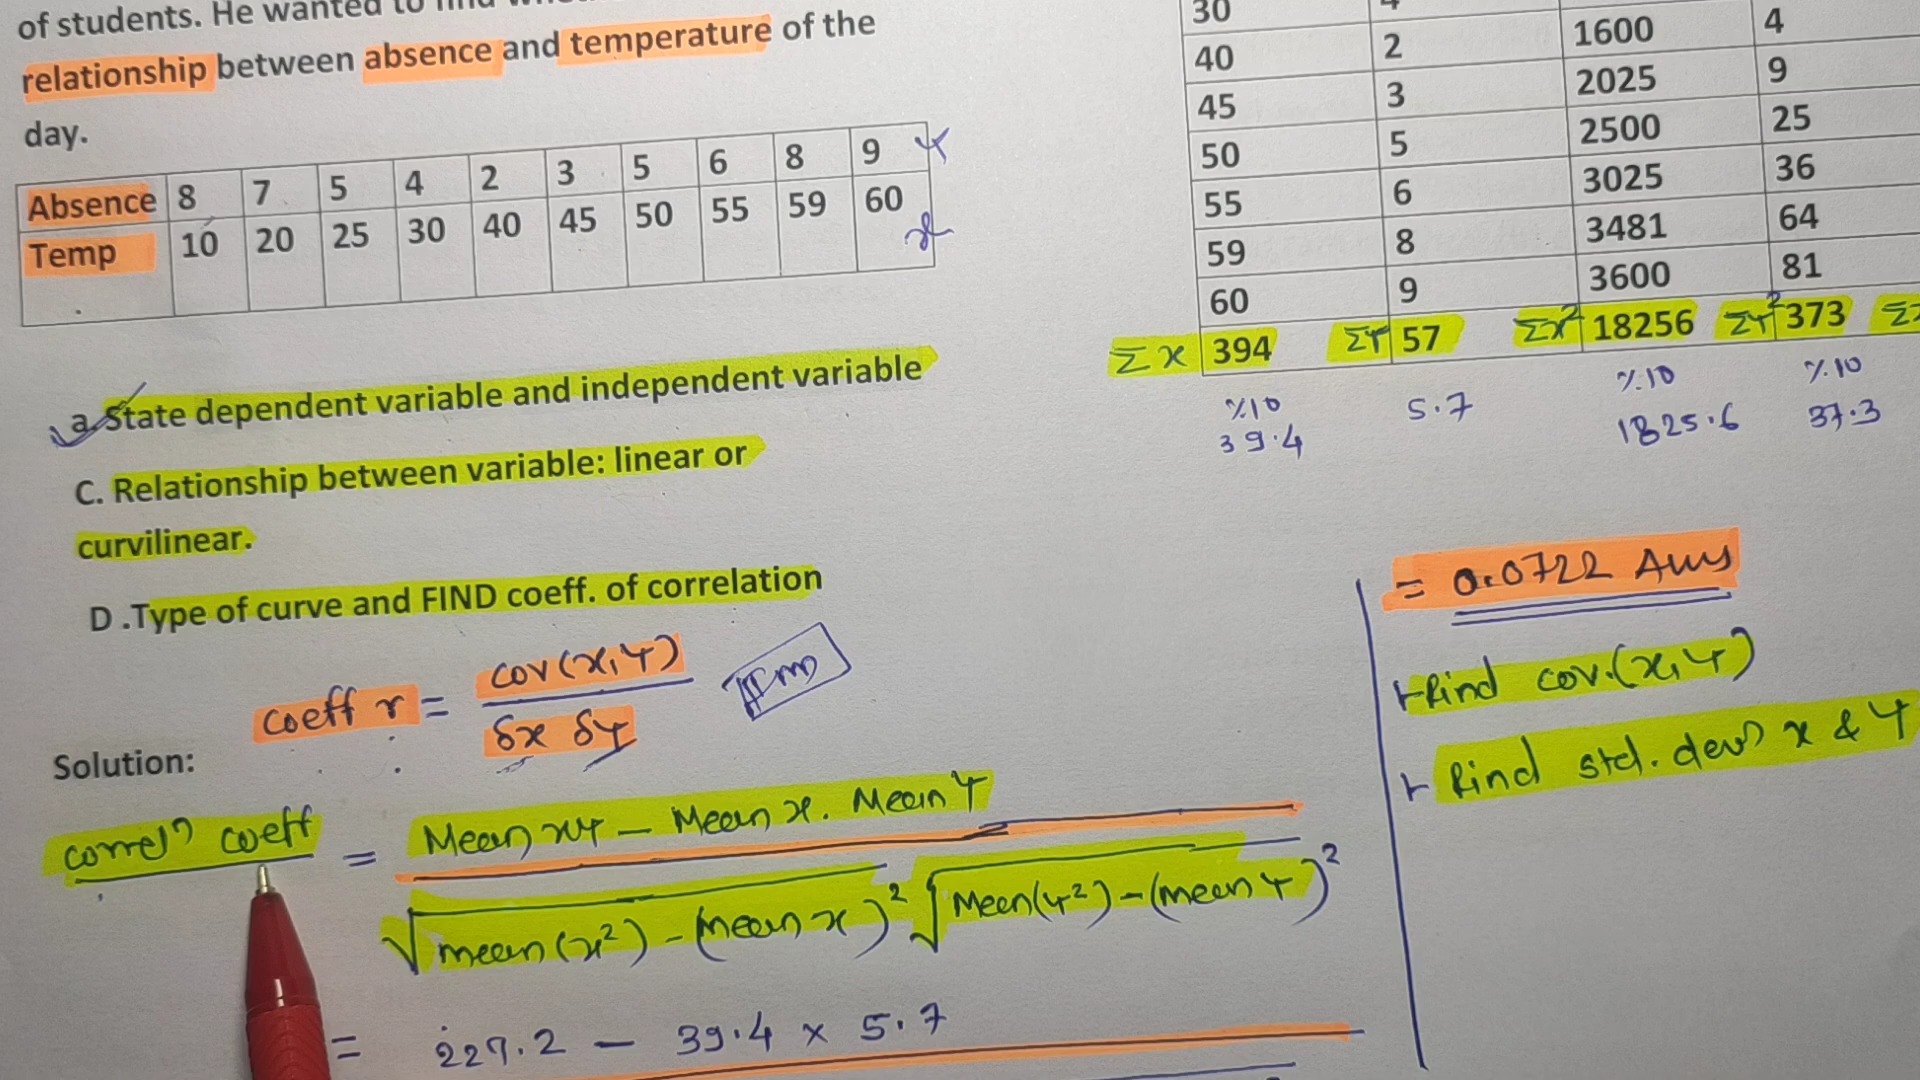 of students. He wanted to find
relationship between absence and temperature of the
day.
Absence 8 7 5 4 2 3 5 6 8 9 Y
Temp 10 20 25 30 40 45 50 55 59 60 x
a. State dependent variable and independent variable
C. Relationship between variable: linear or
curvilinear.
D .Type of curve and FIND coeff. of correlation
coeff r = cov(x,Y)
δx δy
Solution:
correlⁿ coeff = Mean xy – Mean x. Mean Y
√mean(x²) – (mean x)² √Mean(Y²) – (mean Y)²
= 227.2 – 39.4 × 5.7
30 4
40 2 1600 4
45 3 2025 9
50 5 2500 25
55 6 3025 36
59 8 3481 64
60 9 3600 81
Σx 394 ΣY 57 Σx² 18256 ΣY² 373
%10 %10 %10
39.4 5.7 1825.6 37.3
= 0.0722 Ans
Find cov.(x,Y)
Find std. devⁿ x & Y